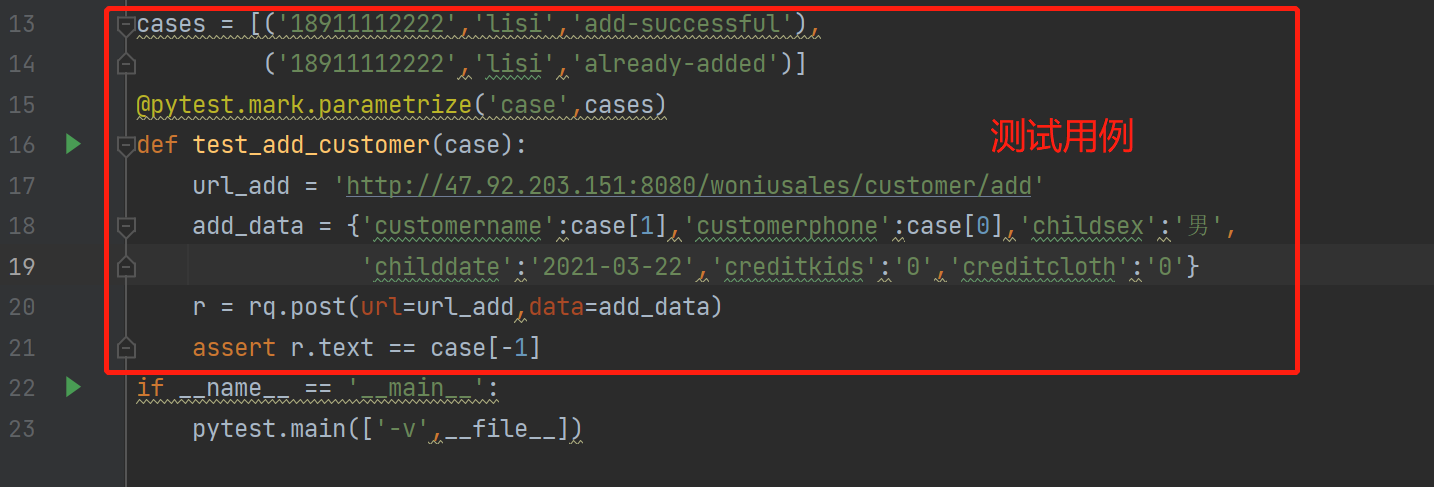 13 cases = [('18911112222','lisi','add-successful'),
14 ('18911112222','lisi','already-added')]
15 @pytest.mark.parametrize('case',cases)
16 def test_add_customer(case):
测试用例
17 url_add = 'http://47.92.203.151:8080/woniusales/customer/add'
18 add_data = {'customername':case[1],'customerphone':case[0],'childsex':'男',
19 'childdate':'2021-03-22','creditkids':'0','creditcloth':'0'}
20 r = rq.post(url=url_add,data=add_data)
21 assert r.text == case[-1]
22 if __name__ == '__main__':
23 pytest.main(['-v',__file__])